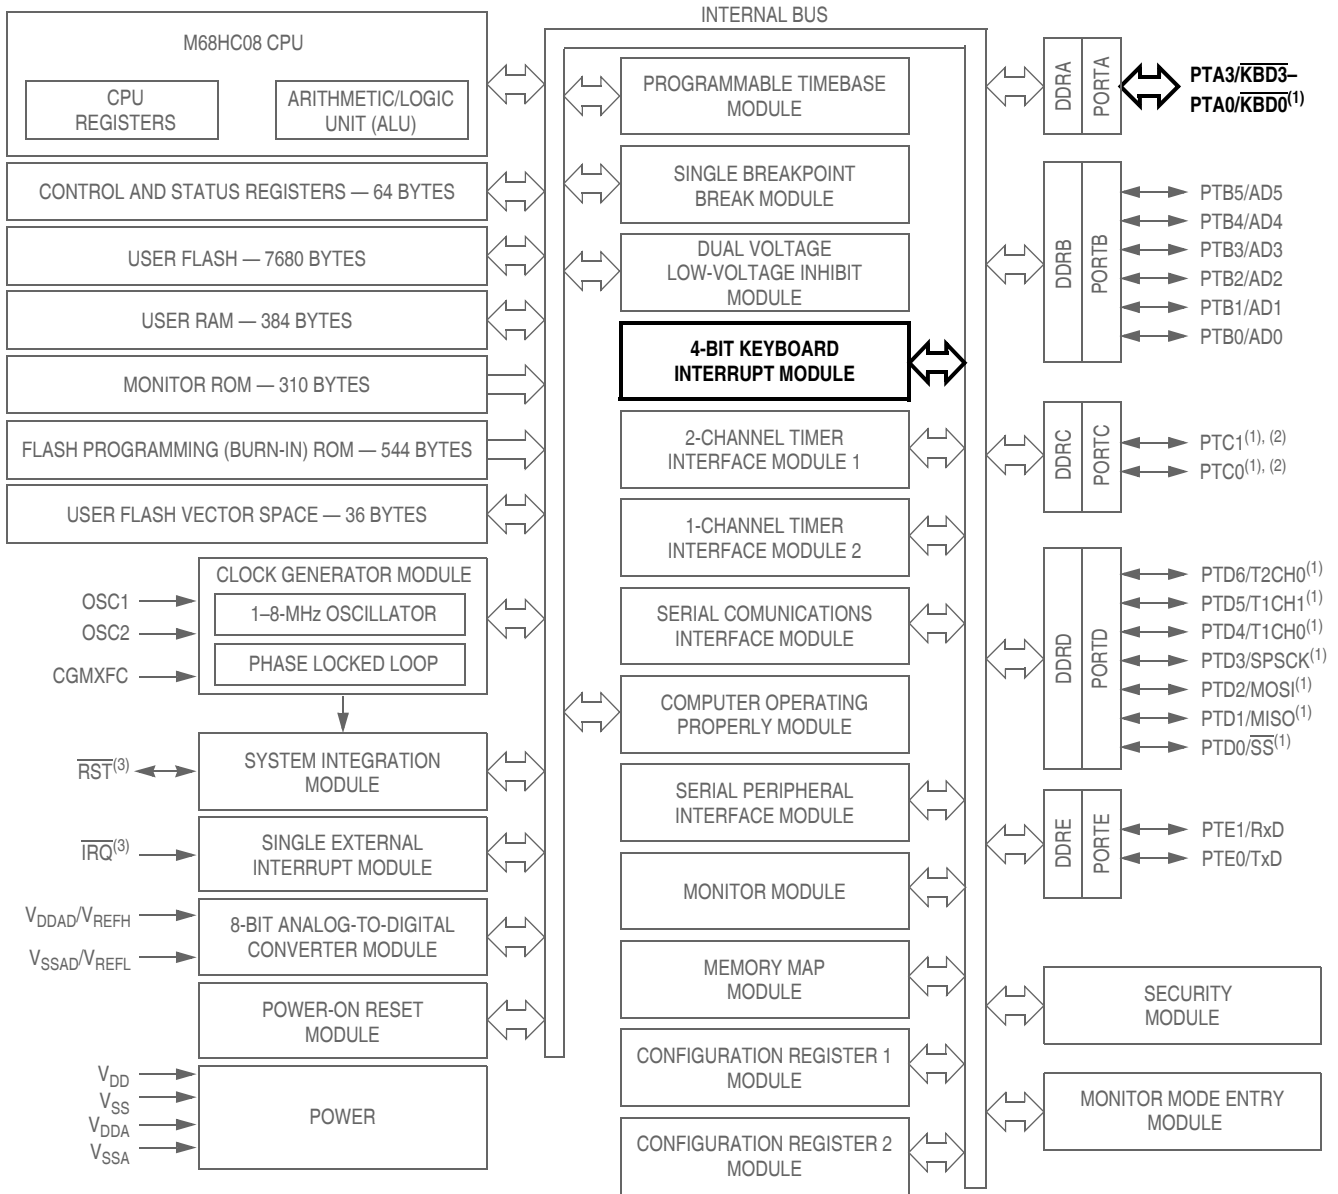 INTERNAL BUS
M68HC08 CPU
CPU
REGISTERS
ARITHMETIC/LOGIC
UNIT (ALU)
CONTROL AND STATUS REGISTERS — 64 BYTES
USER FLASH — 7680 BYTES
USER RAM — 384 BYTES
MONITOR ROM — 310 BYTES
FLASH PROGRAMMING (BURN-IN) ROM — 544 BYTES
USER FLASH VECTOR SPACE — 36 BYTES
CLOCK GENERATOR MODULE
1–8-MHz OSCILLATOR
PHASE LOCKED LOOP
OSC1
OSC2
CGMXFC
SYSTEM INTEGRATION
MODULE
RST(3)
SINGLE EXTERNAL
INTERRUPT MODULE
IRQ(3)
8-BIT ANALOG-TO-DIGITAL
CONVERTER MODULE
VDDAD/VREFH
VSSAD/VREFL
POWER-ON RESET
MODULE
POWER
VDD
VSS
VDDA
VSSA
PROGRAMMABLE TIMEBASE
MODULE
SINGLE BREAKPOINT
BREAK MODULE
DUAL VOLTAGE
LOW-VOLTAGE INHIBIT
MODULE
4-BIT KEYBOARD
INTERRUPT MODULE
2-CHANNEL TIMER
INTERFACE MODULE 1
1-CHANNEL TIMER
INTERFACE MODULE 2
SERIAL COMUNICATIONS
INTERFACE MODULE
COMPUTER OPERATING
PROPERLY MODULE
SERIAL PERIPHERAL
INTERFACE MODULE
MONITOR MODULE
MEMORY MAP
MODULE
CONFIGURATION REGISTER 1
MODULE
CONFIGURATION REGISTER 2
MODULE
DDRA
PORTA
PTA3/KBD3–
PTA0/KBD0(1)
DDRB
PORTB
PTB5/AD5
PTB4/AD4
PTB3/AD3
PTB2/AD2
PTB1/AD1
PTB0/AD0
DDRC
PORTC
PTC1(1), (2)
PTC0(1), (2)
DDRD
PORTD
PTD6/T2CH0(1)
PTD5/T1CH1(1)
PTD4/T1CH0(1)
PTD3/SPSCK(1)
PTD2/MOSI(1)
PTD1/MISO(1)
PTD0/SS(1)
DDRE
PORTE
PTE1/RxD
PTE0/TxD
SECURITY
MODULE
MONITOR MODE ENTRY
MODULE